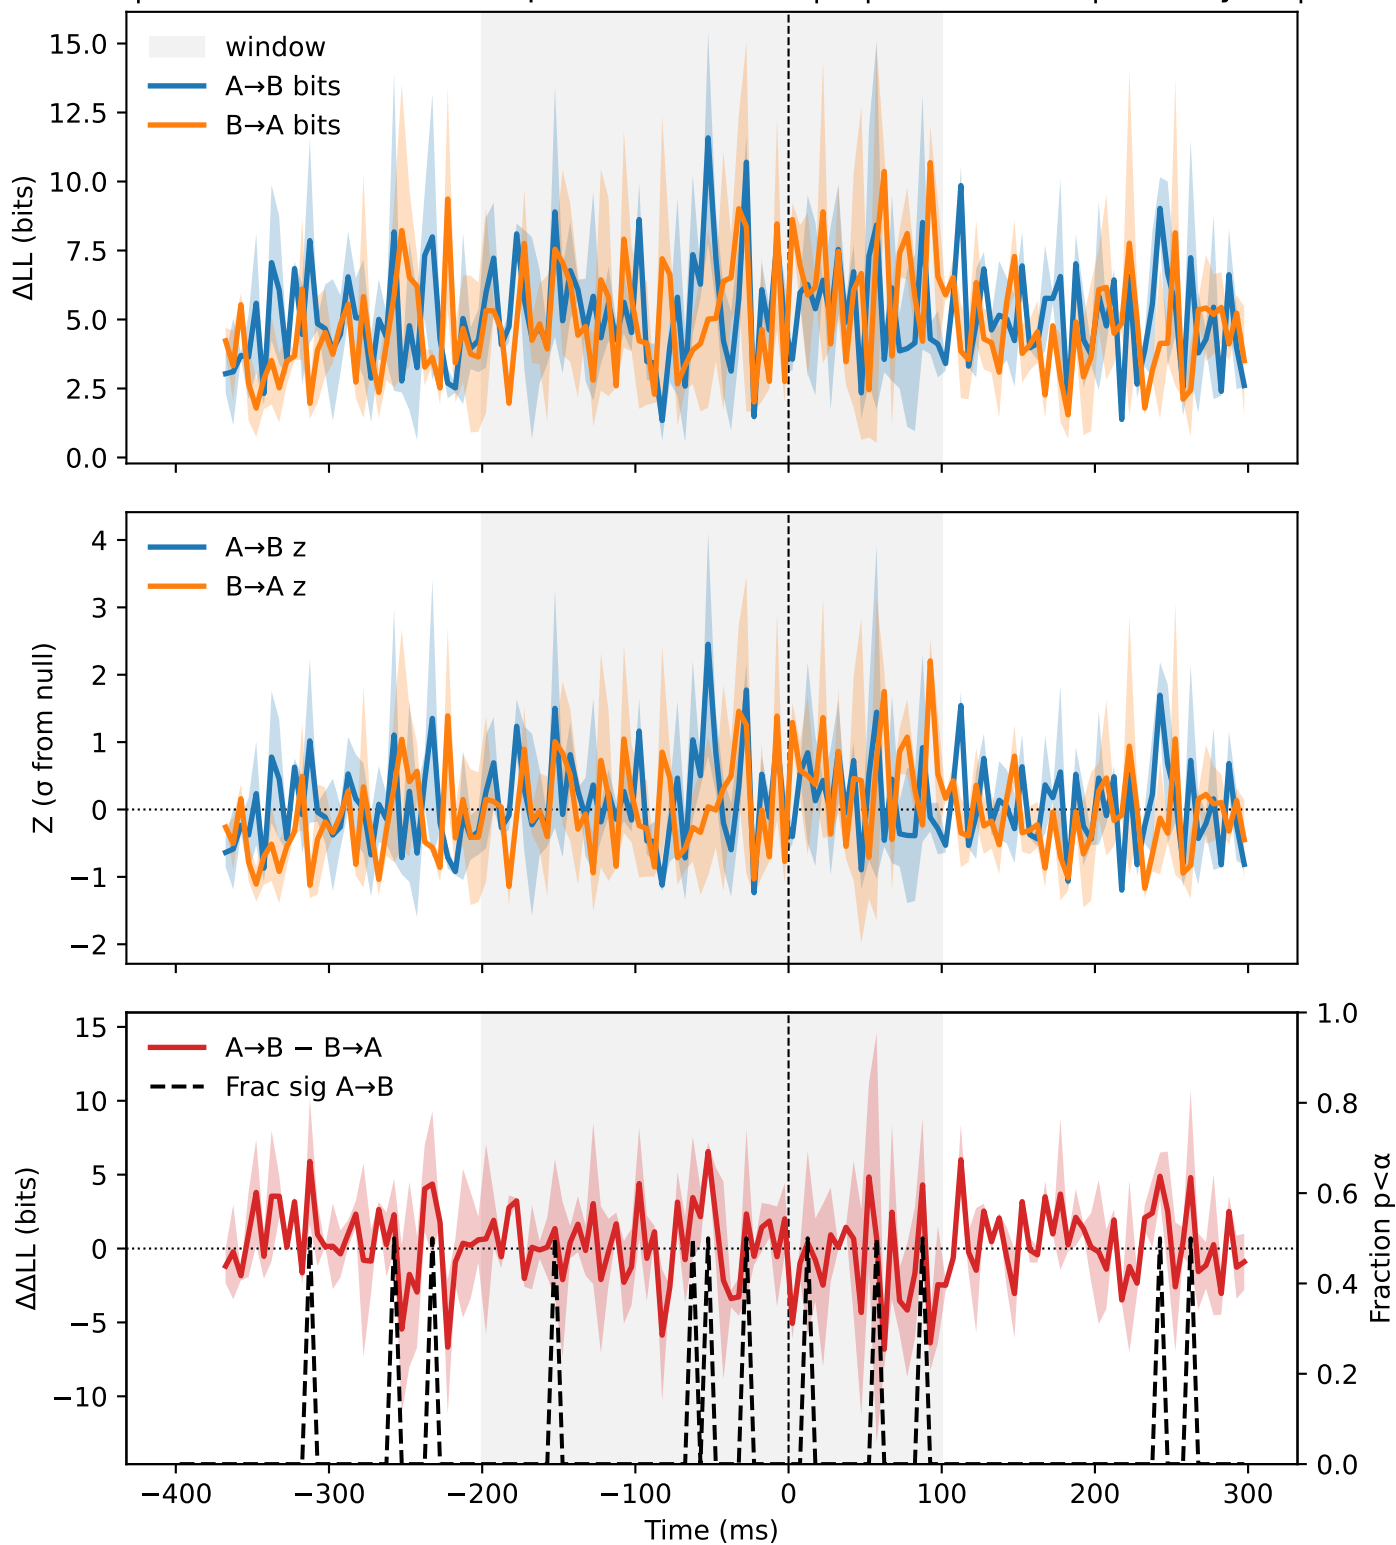 15.0
12.5
10.0
7.5
5.0
2.5
0.0
ΔLL (bits)
window
A→B bits
B→A bits
4
3
2
1
0
−1
−2
Z (σ from null)
A→B z
B→A z
15
10
5
0
−5
−10
ΔΔLL (bits)
A→B − B→A
Frac sig A→B
1.0
0.8
0.6
0.4
0.2
0.0
Fraction p<α
−400 −300 −200 −100 0 100 200 300
Time (ms)